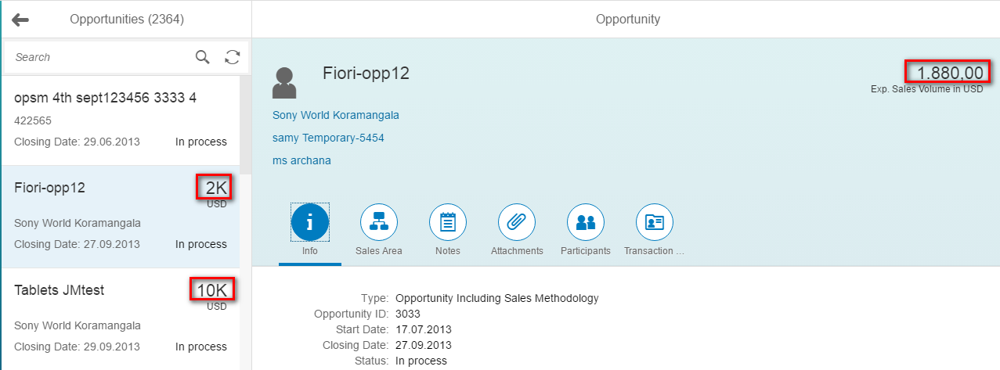 Opportunities (2364)
Search
opsm 4th sept123456 3333 4
422565
Closing Date: 29.06.2013 In process
Fiori-opp12 2K
USD
Sony World Koramangala
Closing Date: 27.09.2013 In process
Tablets JMtest 10K
USD
Sony World Koramangala
Closing Date: 29.09.2013 In process
Opportunity
Fiori-opp12 1.880,00
Exp. Sales Volume in USD
Sony World Koramangala
samy Temporary-5454
ms archana
Info Sales Area Notes Attachments Participants Transaction ...
Type: Opportunity Including Sales Methodology
Opportunity ID: 3033
Start Date: 17.07.2013
Closing Date: 27.09.2013
Status: In process